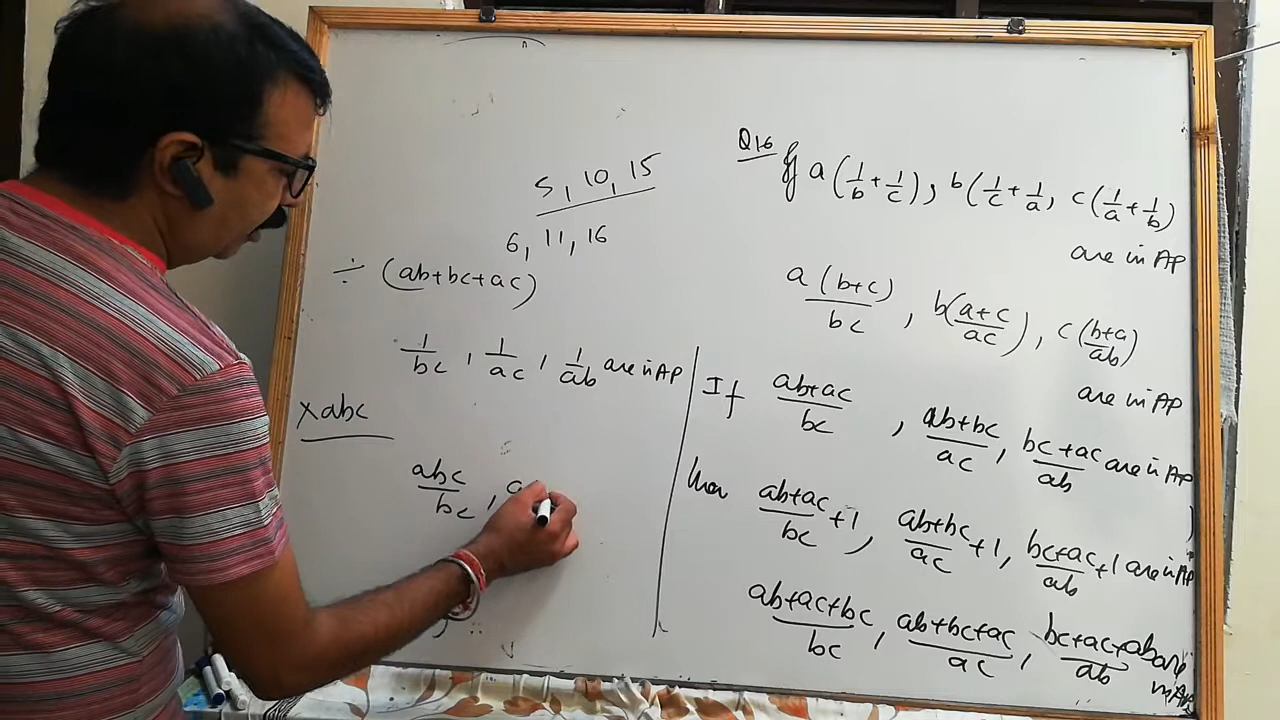 Q16 If a(1/b + 1/c), b(1/c + 1/a, c(1/a + 1/b)
are in AP
a(b+c)/bc, b(a+c/ac), c(b+a/ab)
are in AP
If ab+ac/bc, ab+bc/ac, bc+ac/ab are in AP
then ab+ac/bc +1, ab+bc/ac +1, bc+ac/ab +1 are in AP
ab+ac+bc/bc, ab+bc+ac/ac, bc+ac+ab/ab are in AP
5, 10, 15
6, 11, 16
÷ (ab+bc+ac)
1/bc, 1/ac, 1/ab are in AP
×abc
abc/bc, a